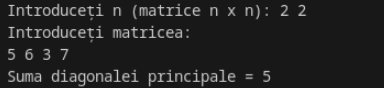 Introduceți n (matrice n x n): 2 2
Introduceți matricea:
5 6 3 7
Suma diagonalei principale = 5